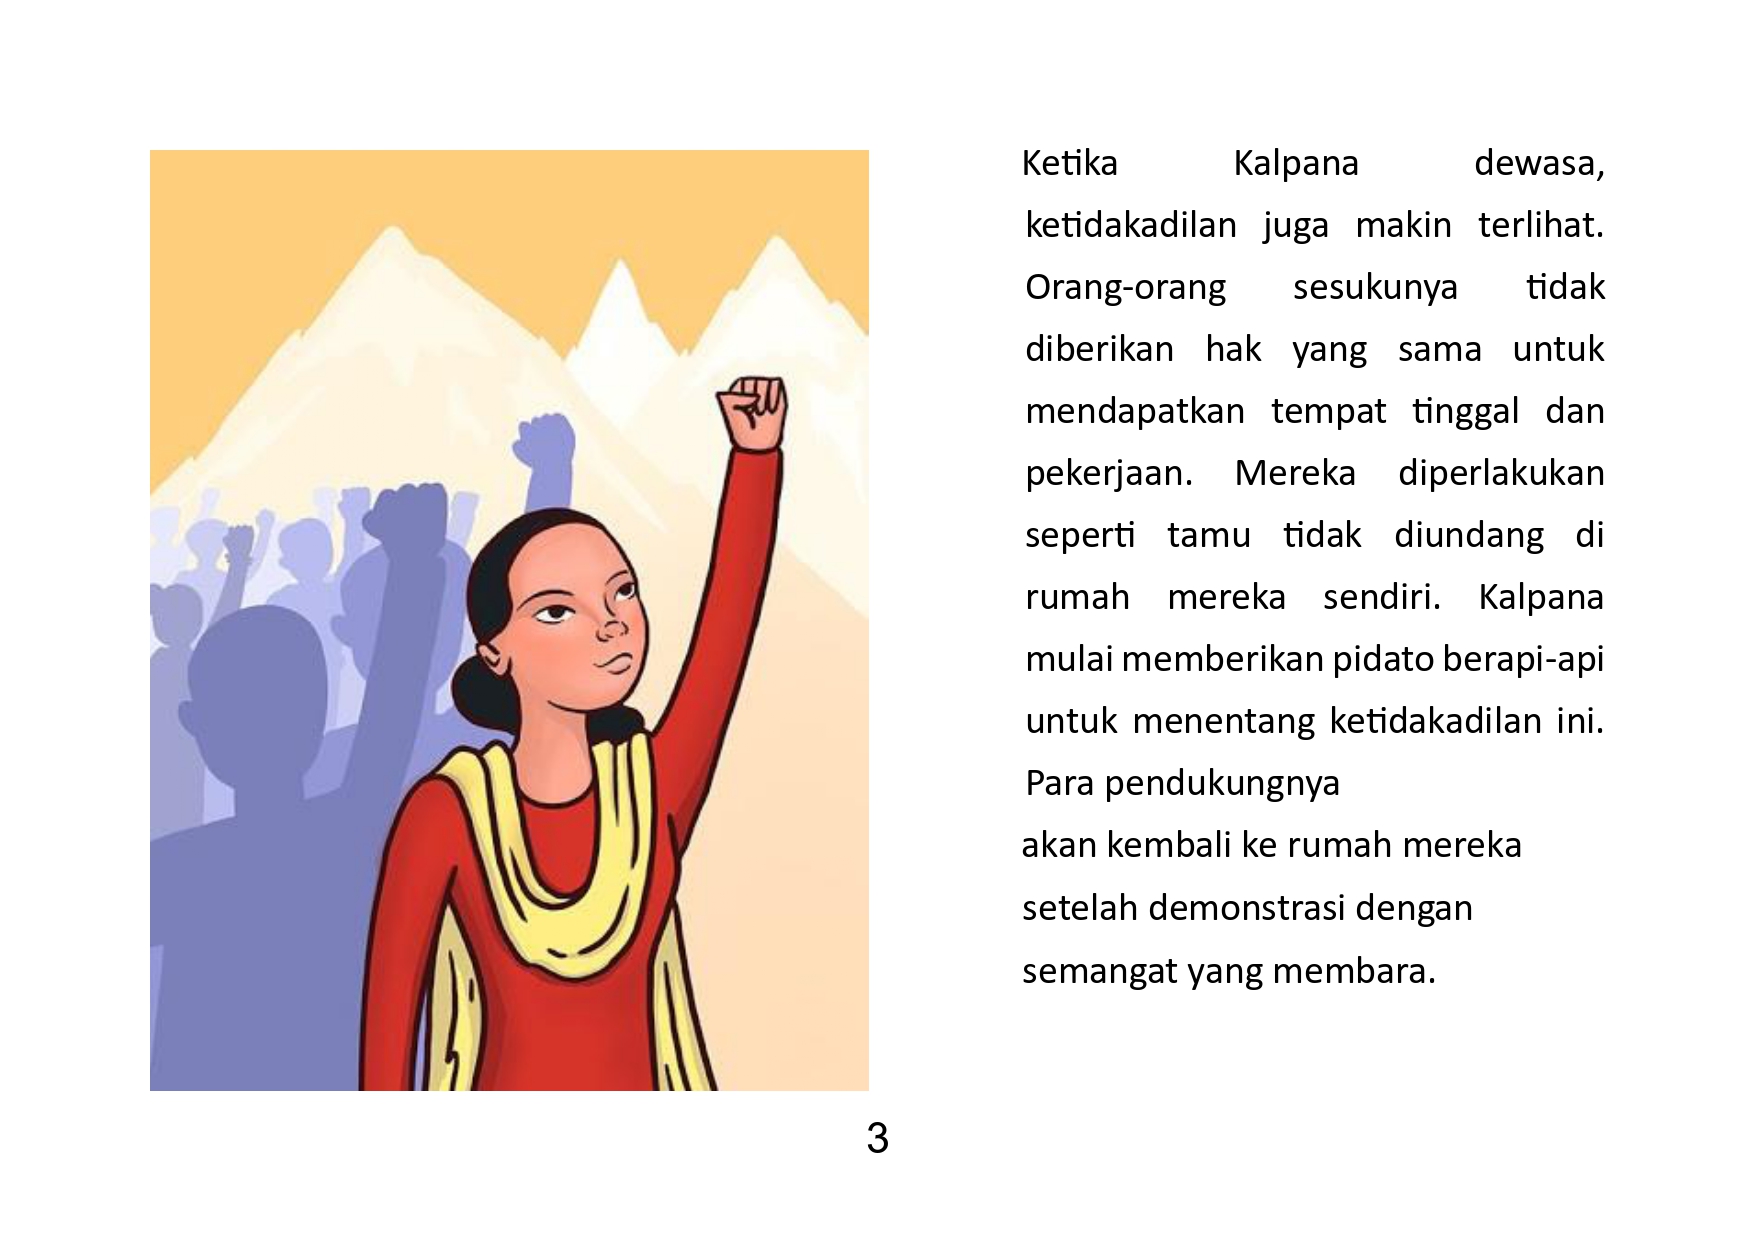 Ketika Kalpana dewasa,
ketidakadilan juga makin terlihat.
Orang-orang sesukunya tidak
diberikan hak yang sama untuk
mendapatkan tempat tinggal dan
pekerjaan. Mereka diperlakukan
seperti tamu tidak diundang di
rumah mereka sendiri. Kalpana
mulai memberikan pidato berapi-api
untuk menentang ketidakadilan ini.
Para pendukungnya
akan kembali ke rumah mereka
setelah demonstrasi dengan
semangat yang membara.
3